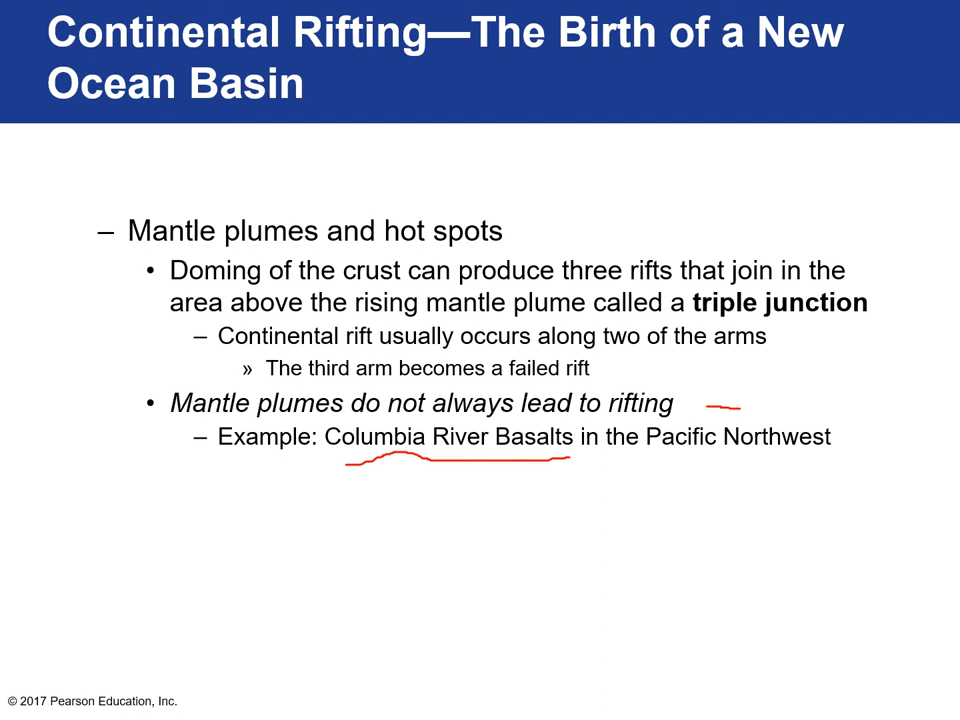 Continental Rifting—The Birth of a New
Ocean Basin
– Mantle plumes and hot spots
• Doming of the crust can produce three rifts that join in the
area above the rising mantle plume called a triple junction
– Continental rift usually occurs along two of the arms
» The third arm becomes a failed rift
• Mantle plumes do not always lead to rifting
– Example: Columbia River Basalts in the Pacific Northwest
© 2017 Pearson Education, Inc.